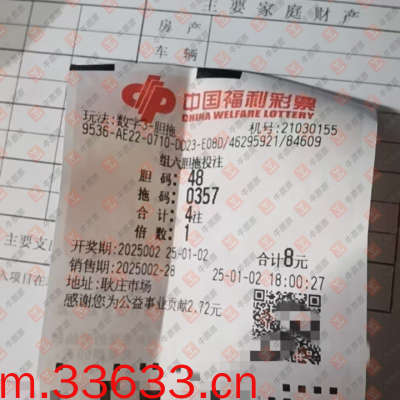 主要家庭财产
房产
车辆
中国福利彩票
CHINA WELFARE LOTTERY
玩法:数字3-胆拖
机号:21030155
9536-AE22-0710-DD23-E08D/46295921/84609
组六胆拖投注
胆码: 48
拖码: 0357
合计: 4注
倍数: 1
开奖期:2025002 25-01-02
合计8元
销售期:2025002-28
25-01-02 18:00:27
地址:耿庄市场
感谢您为公益事业贡献2.72元
主要支
入项目在
m.33633.cn